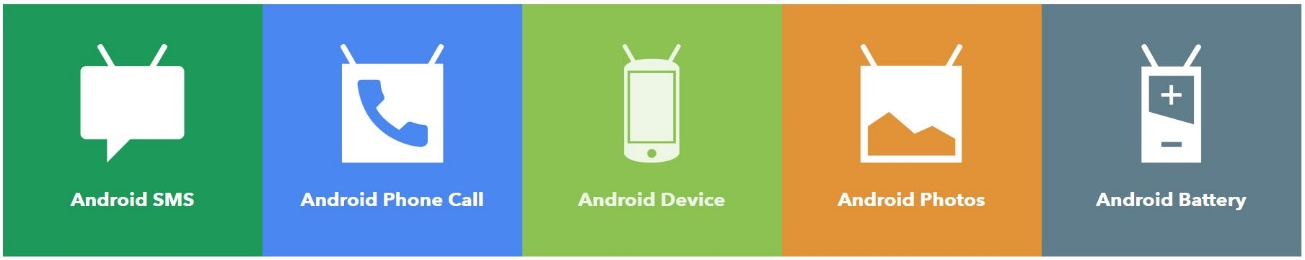 Android SMS
Android Phone Call
Android Device
Android Photos
Android Battery